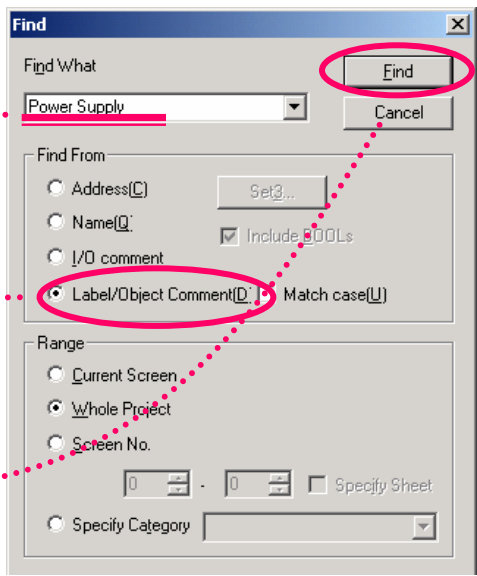 Find
Find What
Find
Power Supply
Cancel
Find From
Address(C)
Set3...
Name(Q
Include BOOLs
I/O comment
Label/Object Comment(D
Match case(U)
Range
Current Screen
Whole Project
Screen No.
0 - 0 Specify Sheet
Specify Category